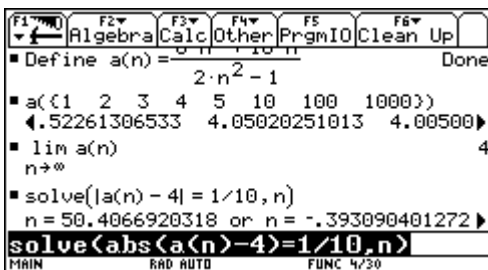 F1 F2 F3 F4 F5 F6
Algebra Calc Other PrgmIO Clean Up
Define a(n)= Done
2·n² − 1
a({1 2 3 4 5 10 100 1000})
.52261306533 4.05020251013 4.00500
lim a(n) 4
n→∞
solve(|a(n) − 4| = 1/10, n)
n = 50.4066920318 or n = -.393090401272
solve(abs(a(n)-4)=1/10,n)
MAIN RAD AUTO FUNC 4/30